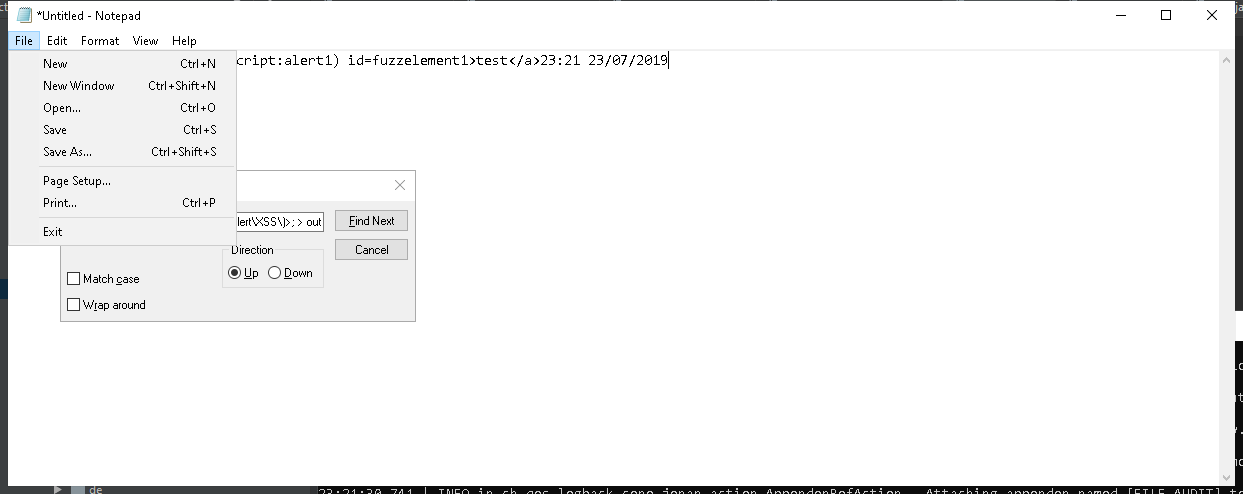 *Untitled - Notepad
File Edit Format View Help
cript:alert1) id=fuzzelement1>test</a>23:21 23/07/2019
New Ctrl+N
New Window Ctrl+Shift+N
Open... Ctrl+O
Save Ctrl+S
Save As... Ctrl+Shift+S
Page Setup...
Print... Ctrl+P
Exit
lert\XSS\)>; > out
Find Next
Cancel
Direction
Up Down
Match case
Wrap around
de
23:21:30,741 | INFO in ch.qos.logback.core.joran.action.AppenderRefAction - Attaching appender named [FILE_AUDIT] t